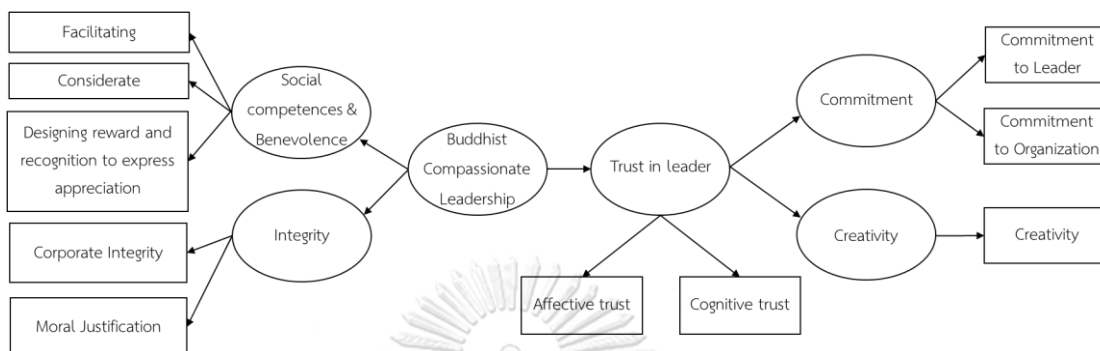 Facilitating
Considerate
Designing reward and
recognition to express
appreciation
Corporate Integrity
Moral Justification
Social
competences &
Benevolence
Integrity
Buddhist
Compassionate
Leadership
Trust in leader
Affective trust
Cognitive trust
Commitment
Creativity
Commitment
to Leader
Commitment
to Organization
Creativity